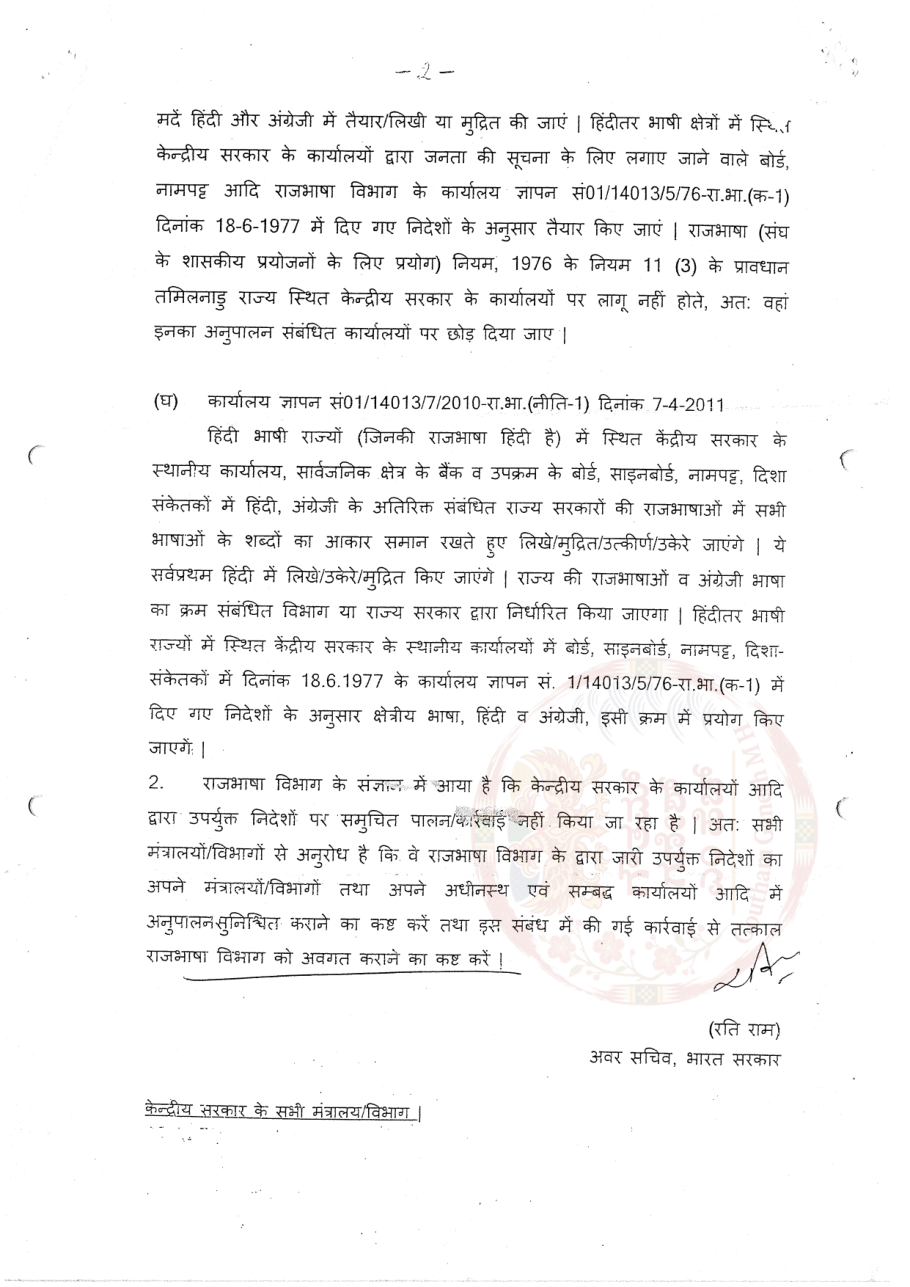 — 2 —
मदें हिंदी और अंग्रेजी में तैयार/लिखी या मुद्रित की जाएं | हिंदीतर भाषी क्षेत्रों में
केन्द्रीय सरकार के कार्यालयों द्वारा जनता की सूचना के लिए लगाए जाने वाले बोर्ड,
नामपट्ट आदि राजभाषा विभाग के कार्यालय ज्ञापन सं01/14013/5/76-रा.भा.(क-1)
दिनांक 18-6-1977 में दिए गए निदेशों के अनुसार तैयार किए जाएं | राजभाषा (संघ
के शासकीय प्रयोजनों के लिए प्रयोग) नियम, 1976 के नियम 11 (3) के प्रावधान
तमिलनाडु राज्य स्थित केन्द्रीय सरकार के कार्यालयों पर लागू नहीं होते, अत: वहां
इनका अनुपालन संबंधित कार्यालयों पर छोड़ दिया जाए |
(घ) कार्यालय ज्ञापन सं01/14013/7/2010-रा.भा.(नीति-1) दिनांक 7-4-2011
हिंदी भाषी राज्यों (जिनकी राजभाषा हिंदी है) में स्थित केंद्रीय सरकार के
स्थानीय कार्यालय, सार्वजनिक क्षेत्र के बैंक व उपक्रम के बोर्ड, साइनबोर्ड, नामपट्ट, दिशा
संकेतकों में हिंदी, अंग्रेजी के अतिरिक्त संबंधित राज्य सरकारों की राजभाषाओं में सभी
भाषाओं के शब्दों का आकार समान रखते हुए लिखे/मुद्रित/उत्कीर्ण/उकेरे जाएंगे | ये
सर्वप्रथम हिंदी में लिखे/उकेरे/मुद्रित किए जाएंगे | राज्य की राजभाषाओं व अंग्रेजी भाषा
का क्रम संबंधित विभाग या राज्य सरकार द्वारा निर्धारित किया जाएगा | हिंदीतर भाषी
राज्यों में स्थित केंद्रीय सरकार के स्थानीय कार्यालयों में बोर्ड, साइनबोर्ड, नामपट्ट, दिशा-
संकेतकों में दिनांक 18.6.1977 के कार्यालय ज्ञापन सं. 1/14013/5/76-रा.भा.(क-1) में
दिए गए निदेशों के अनुसार क्षेत्रीय भाषा, हिंदी व अंग्रेजी, इसी क्रम में प्रयोग किए
जाएगें |
2. राजभाषा विभाग के संज्ञान में आया है कि केन्द्रीय सरकार के कार्यालयों आदि
द्वारा उपर्युक्त निदेशों पर समुचित पालन/कार्रवाई नहीं किया जा रहा है | अत: सभी
मंत्रालयों/विभागों से अनुरोध है कि वे राजभाषा विभाग के द्वारा जारी उपर्युक्त निदेशों का
अपने मंत्रालयों/विभागों तथा अपने अधीनस्थ एवं सम्बद्ध कार्यालयों आदि में
अनुपालन सुनिश्चित कराने का कष्ट करें तथा इस संबंध में की गई कार्रवाई से तत्काल
राजभाषा विभाग को अवगत कराने का कष्ट करें |
(रति राम)
अवर सचिव, भारत सरकार
केन्द्रीय सरकार के सभी मंत्रालय/विभाग |